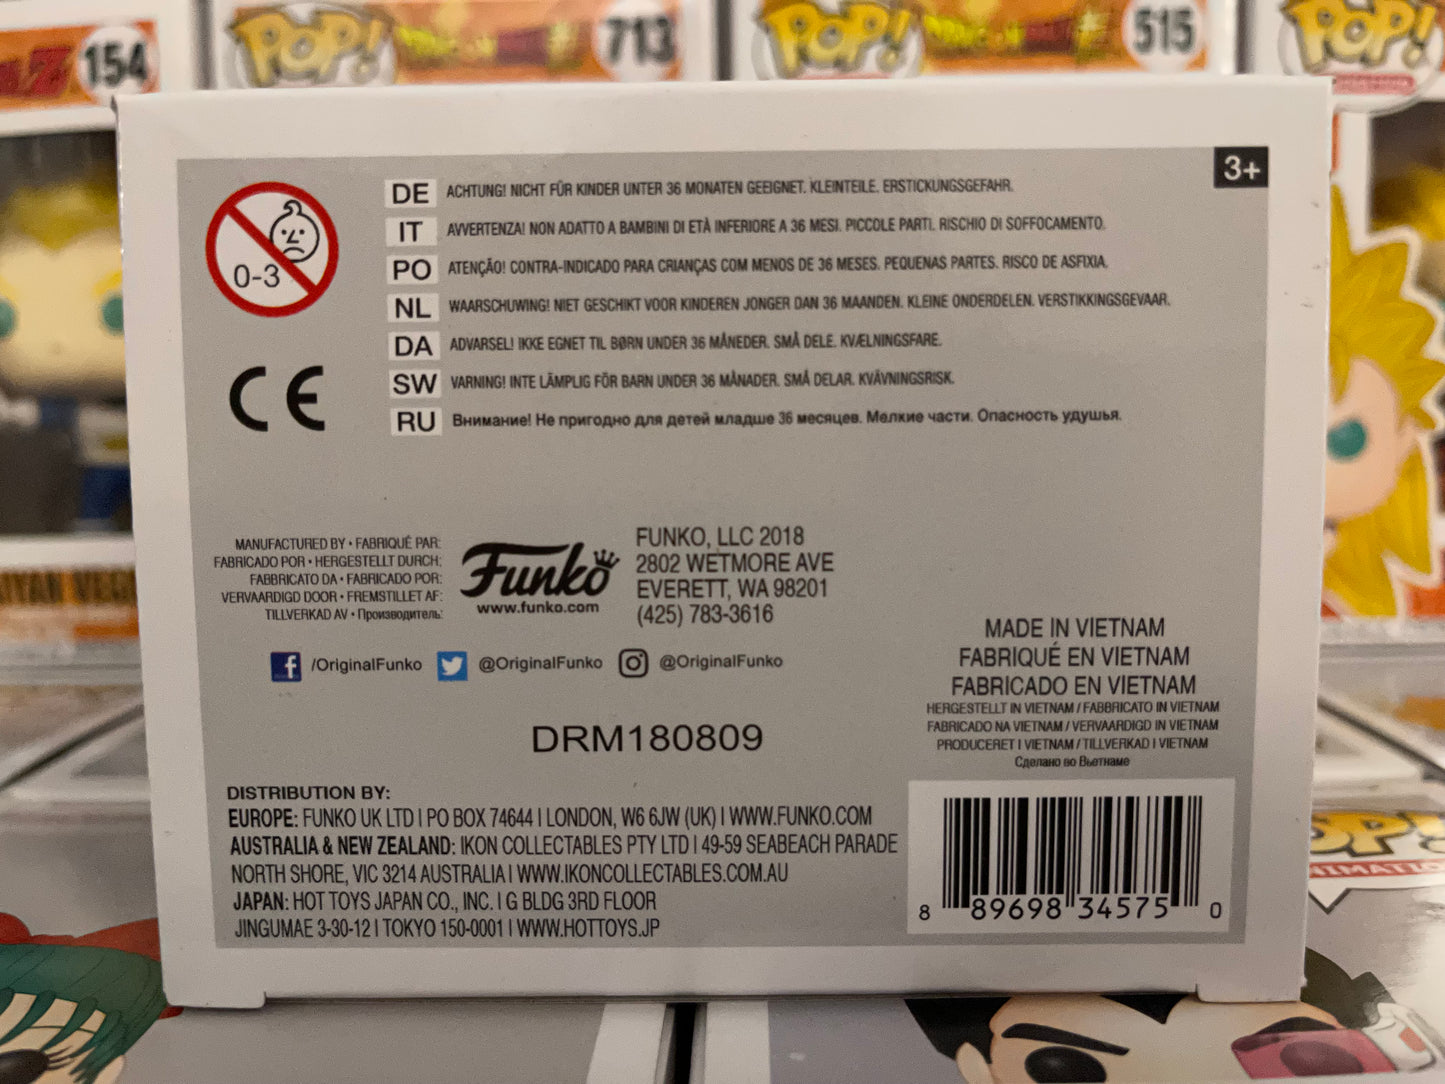 154
POP!
713
POP!
515
POP!
3+
0-3
DE ACHTUNG! NICHT FÜR KINDER UNTER 36 MONATEN GEEIGNET. KLEINTEILE. ERSTICKUNGSGEFAHR.
IT AVVERTENZA! NON ADATTO A BAMBINI DI ETÀ INFERIORE A 36 MESI. PICCOLE PARTI. RISCHIO DI SOFFOCAMENTO.
PO ATENÇÃO! CONTRA-INDICADO PARA CRIANÇAS COM MENOS DE 36 MESES. PEQUENAS PARTES. RISCO DE ASFIXIA.
NL WAARSCHUWING! NIET GESCHIKT VOOR KINDEREN JONGER DAN 36 MAANDEN. KLEINE ONDERDELEN. VERSTIKKINGSGEVAAR.
DA ADVARSEL! IKKE EGNET TIL BØRN UNDER 36 MÅNEDER. SMÅ DELE. KVÆLNINGSFARE.
SW VARNING! INTE LÄMPLIG FÖR BARN UNDER 36 MÅNADER. SMÅ DELAR. KVÄVNINGSRISK.
RU Внимание! Не пригодно для детей младше 36 месяцев. Мелкие части. Опасность удушья.
CE
MANUFACTURED BY • FABRIQUÉ PAR:
FABRICADO POR • HERGESTELLT DURCH:
FABBRICATO DA • FABRICADO POR:
VERVAARDIGD DOOR • FREMSTILLET AF:
TILLVERKAD AV • Производитель:
Funko
www.funko.com
FUNKO, LLC 2018
2802 WETMORE AVE
EVERETT, WA 98201
(425) 783-3616
/OriginalFunko @OriginalFunko @OriginalFunko
DRM180809
MADE IN VIETNAM
FABRIQUÉ EN VIETNAM
FABRICADO EN VIETNAM
HERGESTELLT IN VIETNAM / FABBRICATO IN VIETNAM
FABRICADO NA VIETNAM / VERVAARDIGD IN VIETNAM
PRODUCERET I VIETNAM / TILLVERKAD I VIETNAM
Сделано во Вьетнаме
DISTRIBUTION BY:
EUROPE: FUNKO UK LTD | PO BOX 74644 | LONDON, W6 6JW (UK) | WWW.FUNKO.COM
AUSTRALIA & NEW ZEALAND: IKON COLLECTABLES PTY LTD | 49-59 SEABEACH PARADE
NORTH SHORE, VIC 3214 AUSTRALIA | WWW.IKONCOLLECTABLES.COM.AU
JAPAN: HOT TOYS JAPAN CO., INC. | G BLDG 3RD FLOOR
JINGUMAE 3-30-12 | TOKYO 150-0001 | WWW.HOTTOYS.JP
8 89698 34575 0